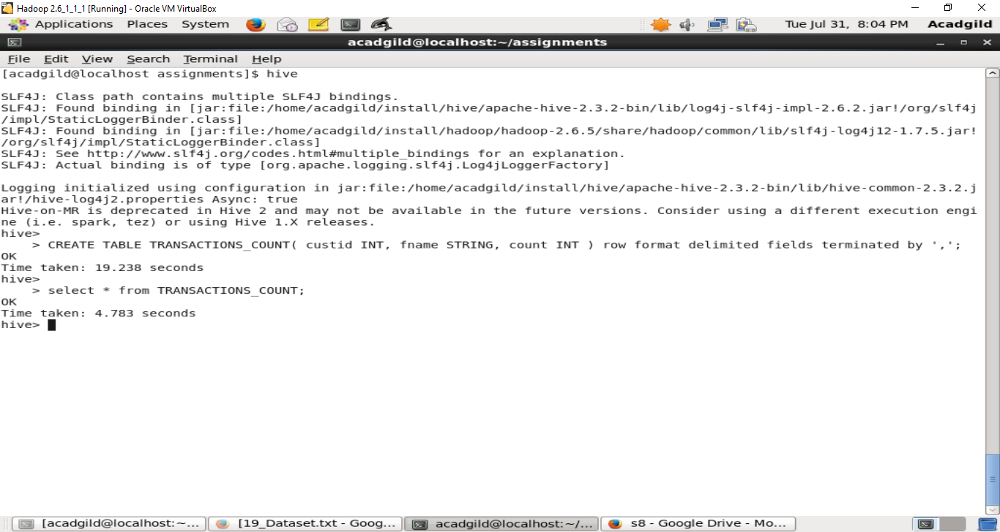 Hadoop 2.6_1_1_1 [Running] - Oracle VM VirtualBox
Applications Places System Tue Jul 31, 8:04 PM Acadgild
acadgild@localhost:~/assignments
File Edit View Search Terminal Help
[acadgild@localhost assignments]$ hive
SLF4J: Class path contains multiple SLF4J bindings.
SLF4J: Found binding in [jar:file:/home/acadgild/install/hive/apache-hive-2.3.2-bin/lib/log4j-slf4j-impl-2.6.2.jar!/org/slf4j
/impl/StaticLoggerBinder.class]
SLF4J: Found binding in [jar:file:/home/acadgild/install/hadoop/hadoop-2.6.5/share/hadoop/common/lib/slf4j-log4j12-1.7.5.jar!
/org/slf4j/impl/StaticLoggerBinder.class]
SLF4J: See http://www.slf4j.org/codes.html#multiple_bindings for an explanation.
SLF4J: Actual binding is of type [org.apache.logging.slf4j.Log4jLoggerFactory]
Logging initialized using configuration in jar:file:/home/acadgild/install/hive/apache-hive-2.3.2-bin/lib/hive-common-2.3.2.j
ar!/hive-log4j2.properties Async: true
Hive-on-MR is deprecated in Hive 2 and may not be available in the future versions. Consider using a different execution engi
ne (i.e. spark, tez) or using Hive 1.X releases.
hive>
> CREATE TABLE TRANSACTIONS_COUNT( custid INT, fname STRING, count INT ) row format delimited fields terminated by ',';
OK
Time taken: 19.238 seconds
hive>
> select * from TRANSACTIONS_COUNT;
OK
Time taken: 4.783 seconds
hive>
[acadgild@localhost:~... [19_Dataset.txt - Goog... acadgild@localhost:~/... s8 - Google Drive - Mo...